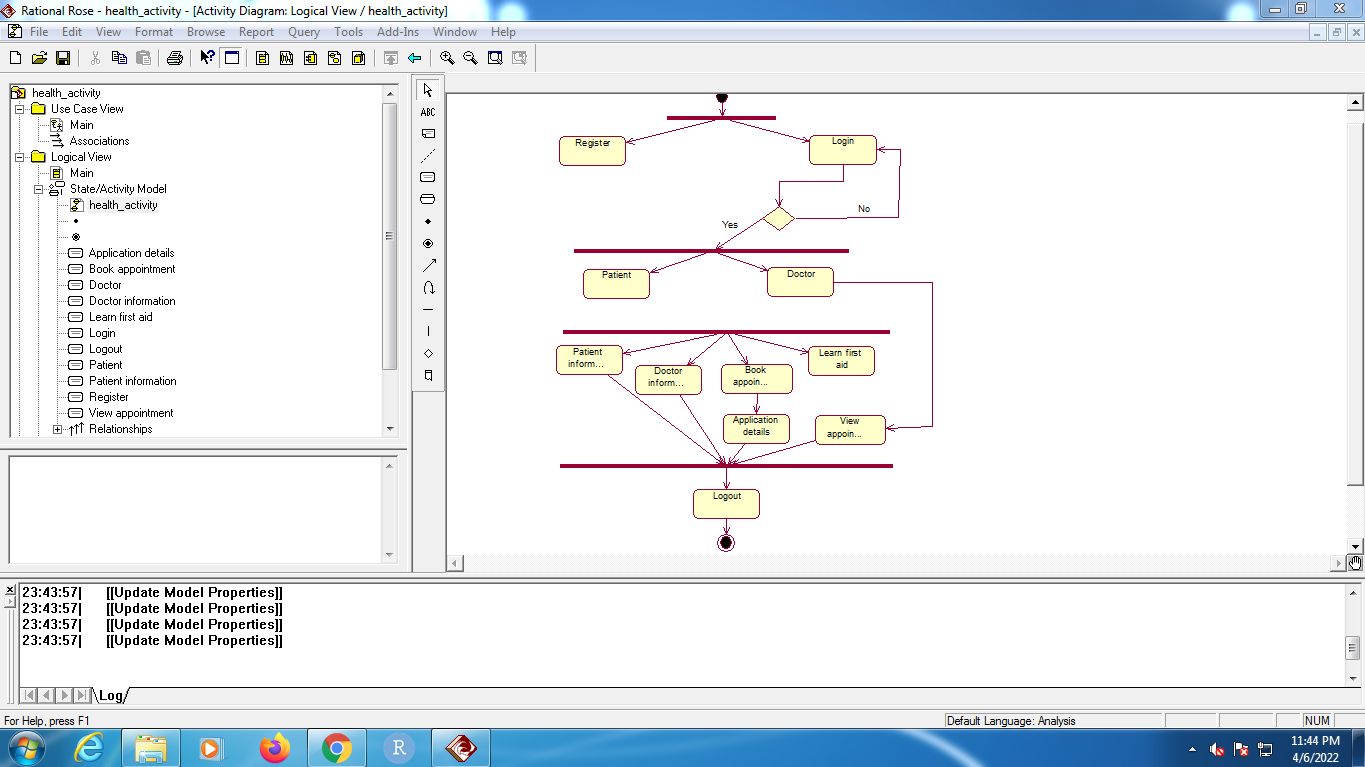 Rational Rose - health_activity - [Activity Diagram: Logical View / health_activity]
File Edit View Format Browse Report Query Tools Add-Ins Window Help
health_activity
Use Case View
Main
Associations
Logical View
Main
State/Activity Model
health_activity
Application details
Book appointment
Doctor
Doctor information
Learn first aid
Login
Logout
Patient
Patient information
Register
View appointment
Relationships
ABC
Register
Login
No
Yes
Patient
Doctor
Patient
inform...
Doctor
inform...
Book
appoin...
Learn first
aid
Application
details
View
appoin...
Logout
23:43:57| [[Update Model Properties]]
23:43:57| [[Update Model Properties]]
23:43:57| [[Update Model Properties]]
23:43:57| [[Update Model Properties]]
Log
For Help, press F1
Default Language: Analysis
NUM
R
11:44 PM
4/6/2022